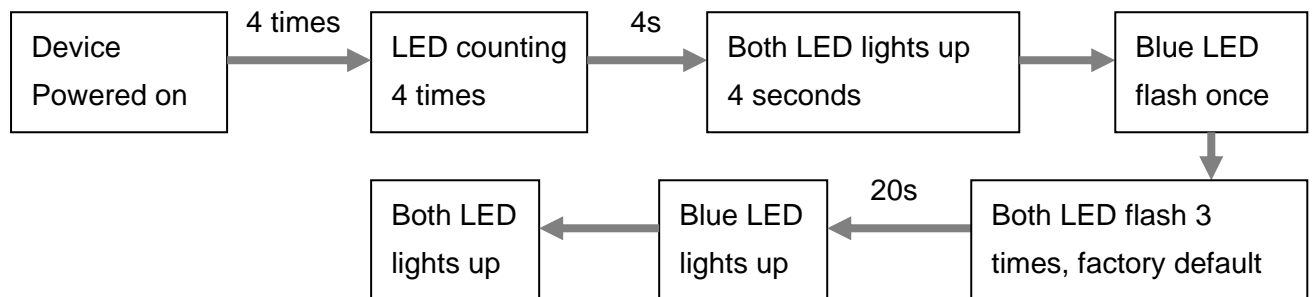 Device
Powered on
4 times
LED counting
4 times
4s
Both LED lights up
4 seconds
Blue LED
flash once
Both LED flash 3
times, factory default
20s
Blue LED
lights up
Both LED
lights up